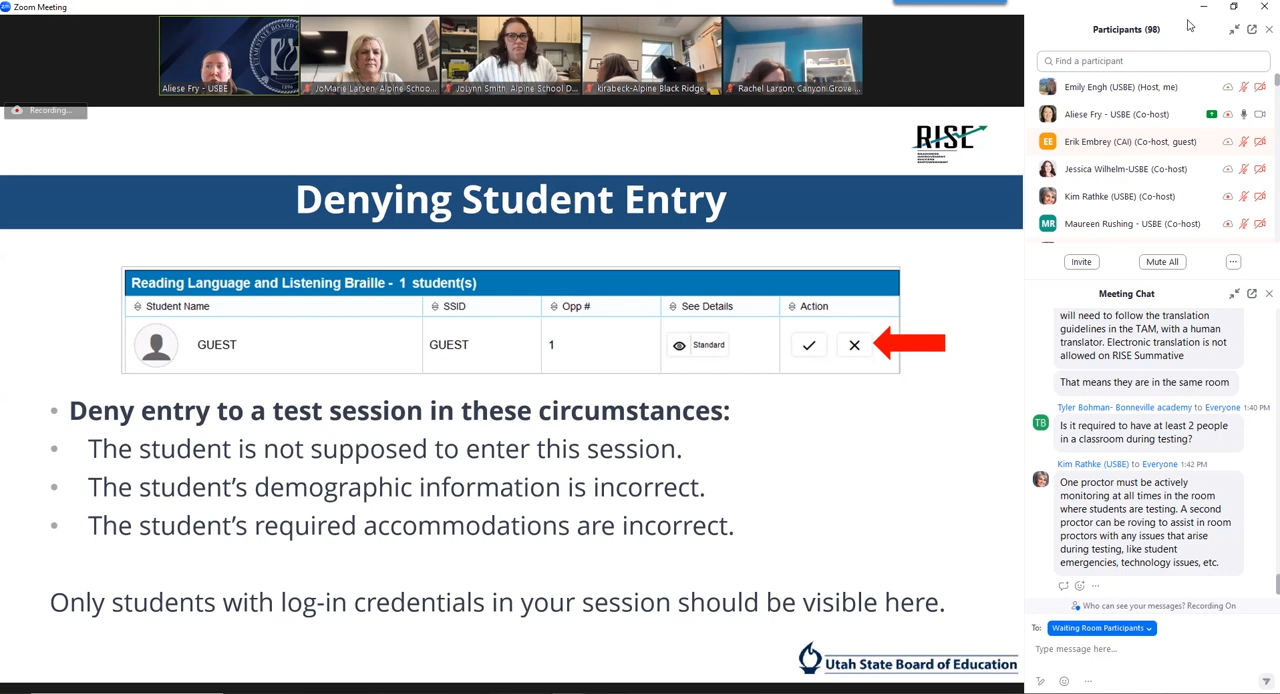 Zoom Meeting
Aliese Fry - USBE
JoMarie Larsen, Alpine Schoo...
JoLynn Smith, Alpine School D...
kirabeck-Alpine Black Ridge
Rachel Larson; Canyon Grove ...
Recording...
RISE
Denying Student Entry
Reading Language and Listening Braille - 1 student(s)
Student Name SSID Opp # See Details Action
GUEST GUEST 1 Standard
• Deny entry to a test session in these circumstances:
• The student is not supposed to enter this session.
• The student’s demographic information is incorrect.
• The student’s required accommodations are incorrect.
Only students with log-in credentials in your session should be visible here.
Utah State Board of Education
Participants (98)
Find a participant
Emily Engh (USBE) (Host, me)
Aliese Fry - USBE (Co-host)
EE Erik Embrey (CAI) (Co-host, guest)
Jessica Wilhelm-USBE (Co-host)
Kim Rathke (USBE) (Co-host)
MR Maureen Rushing - USBE (Co-host)
Invite Mute All ...
Meeting Chat
will need to follow the translation
guidelines in the TAM, with a human
translator. Electronic translation is not
allowed on RISE Summative
That means they are in the same room
Tyler Bohman- Bonneville academy to Everyone 1:40 PM
TB Is it required to have at least 2 people
in a classroom during testing?
Kim Rathke (USBE) to Everyone 1:42 PM
One proctor must be actively
monitoring at all times in the room
where students are testing. A second
proctor can be roving to assist in room
proctors with any issues that arise
during testing, like student
emergencies, technology issues, etc.
Who can see your messages? Recording On
To: Waiting Room Participants
Type message here...